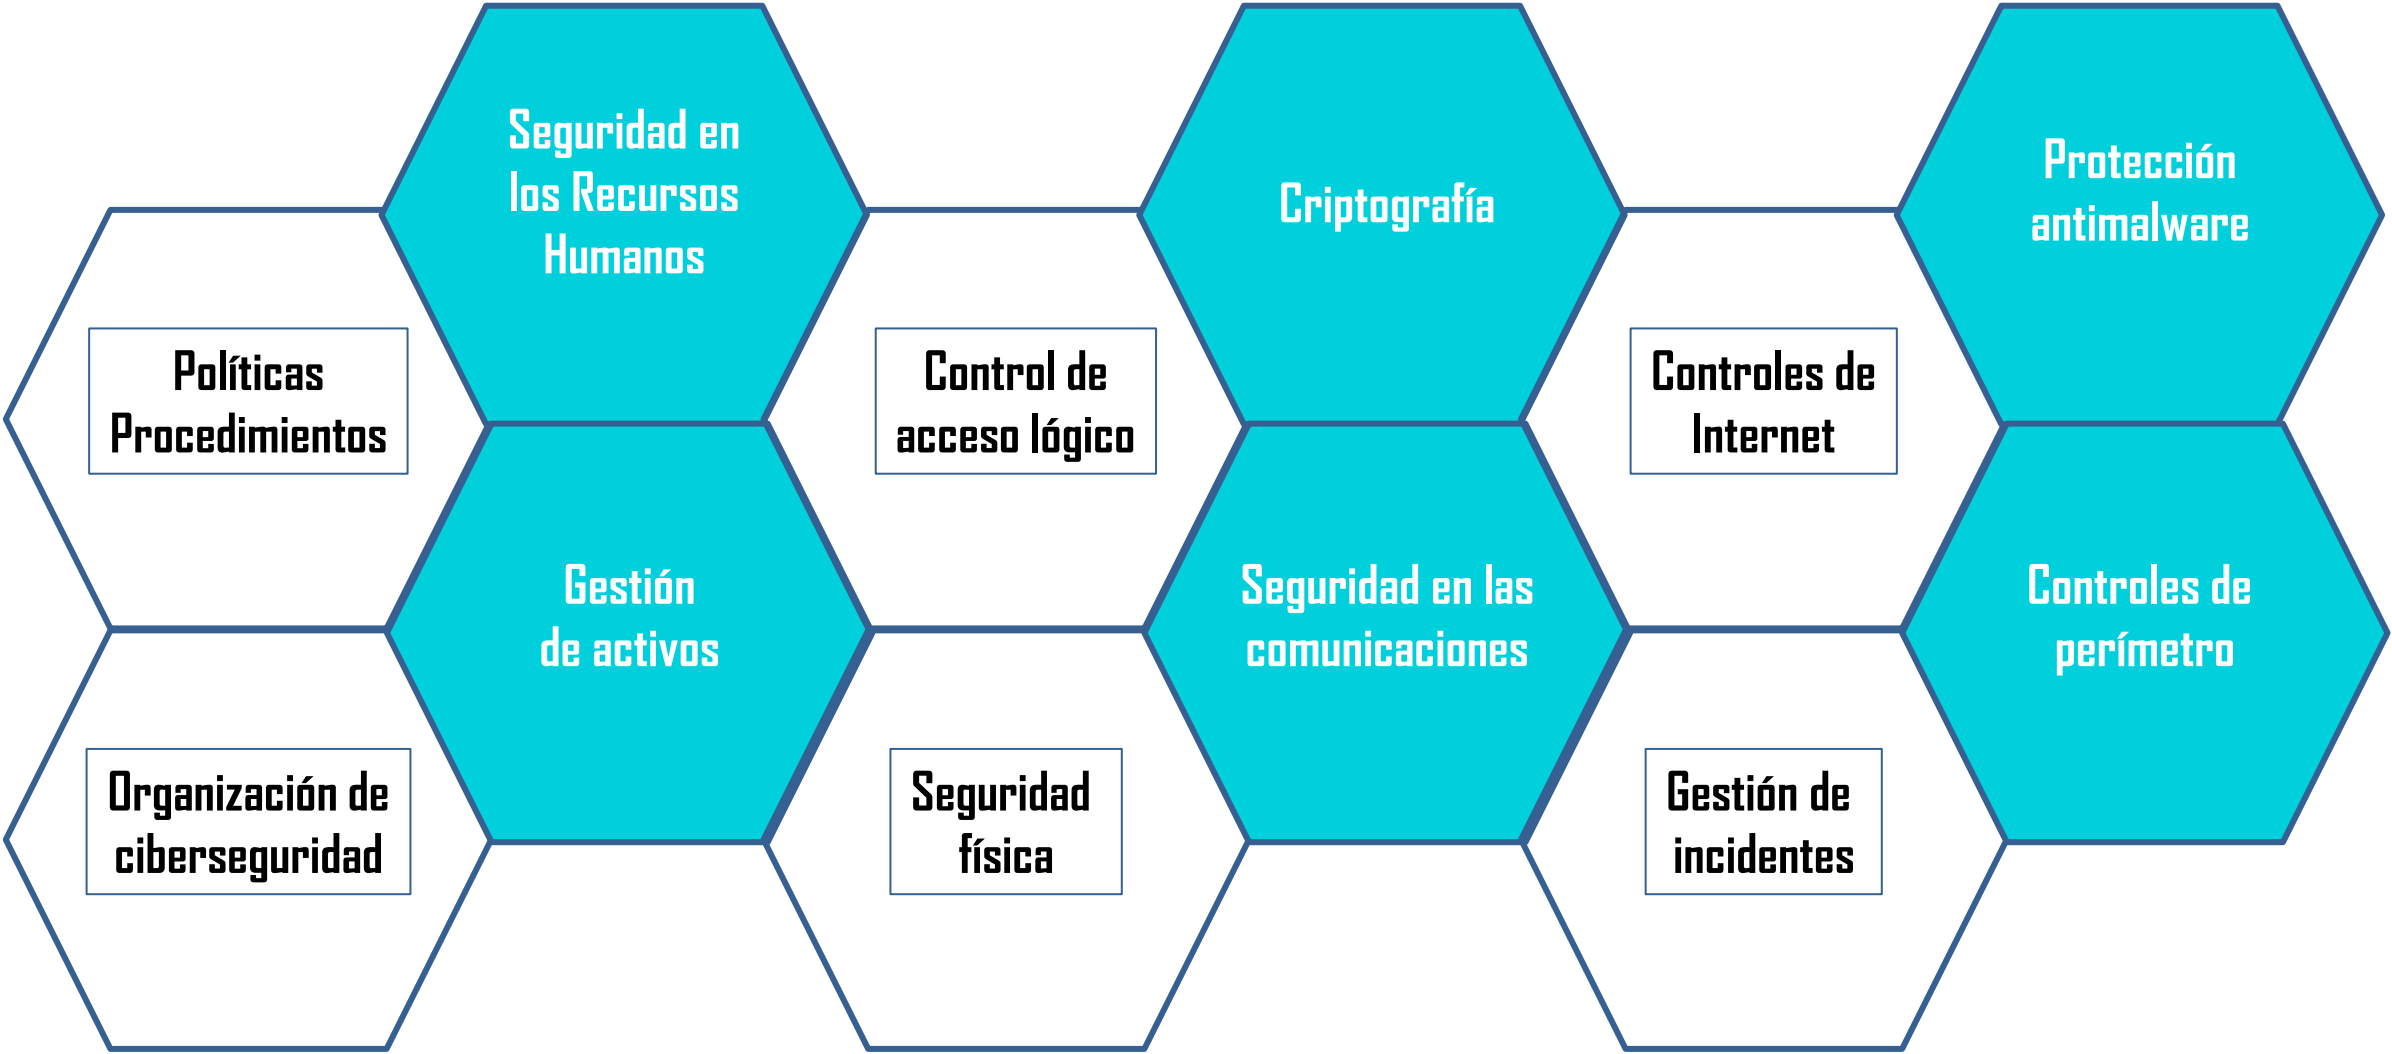 Seguridad en
los Recursos
Humanos
Criptografía
Protección
antimalware
Políticas
Procedimientos
Control de
acceso lógico
Controles de
Internet
Gestión
de activos
Seguridad en las
comunicaciones
Controles de
perímetro
Organización de
ciberseguridad
Seguridad
física
Gestión de
incidentes